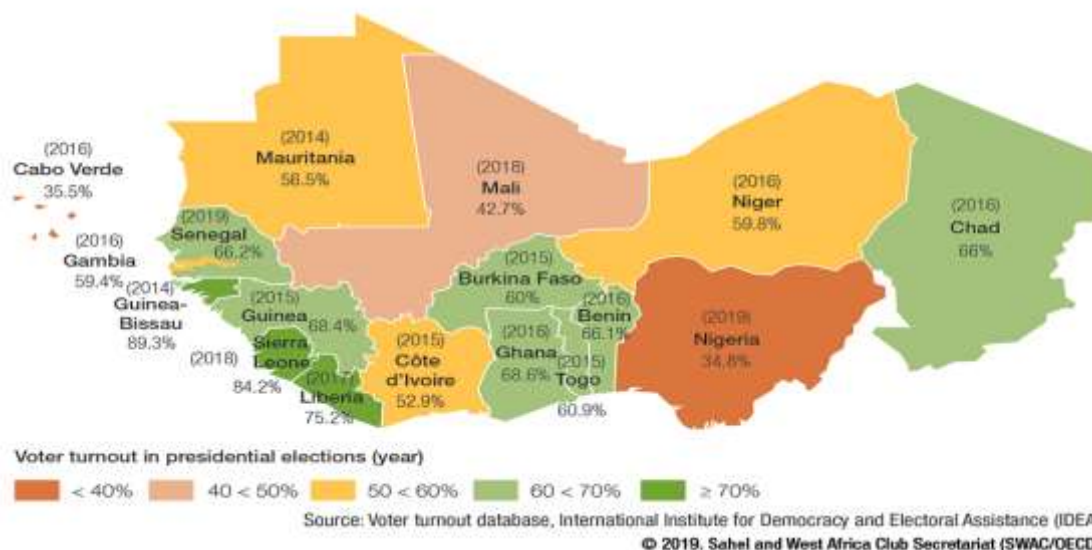 (2016)
Cabo Verde
35.5%
(2014)
Mauritania
56.5%
(2018)
Mali
42.7%
(2016)
Niger
59.8%
(2016)
Chad
66%
(2019)
Senegal
66.2%
(2016)
Gambia
59.4%
(2014)
Guinea-
Bissau
89.3%
(2015)
Guinea
68.4%
(2018)
Sierra
Leone
84.2%
(2017)
Liberia
75.2%
(2015)
Côte
d'Ivoire
52.9%
(2015)
Burkina Faso
60%
(2016)
Ghana
68.6%
(2015)
Togo
60.9%
(2016)
Benin
66.1%
(2019)
Nigeria
34.8%
Voter turnout in presidential elections (year)
< 40% 40 < 50% 50 < 60% 60 < 70% ≥ 70%
Source: Voter turnout database, International Institute for Democracy and Electoral Assistance (IDEA
© 2019. Sahel and West Africa Club Secretariat (SWAC/OECD